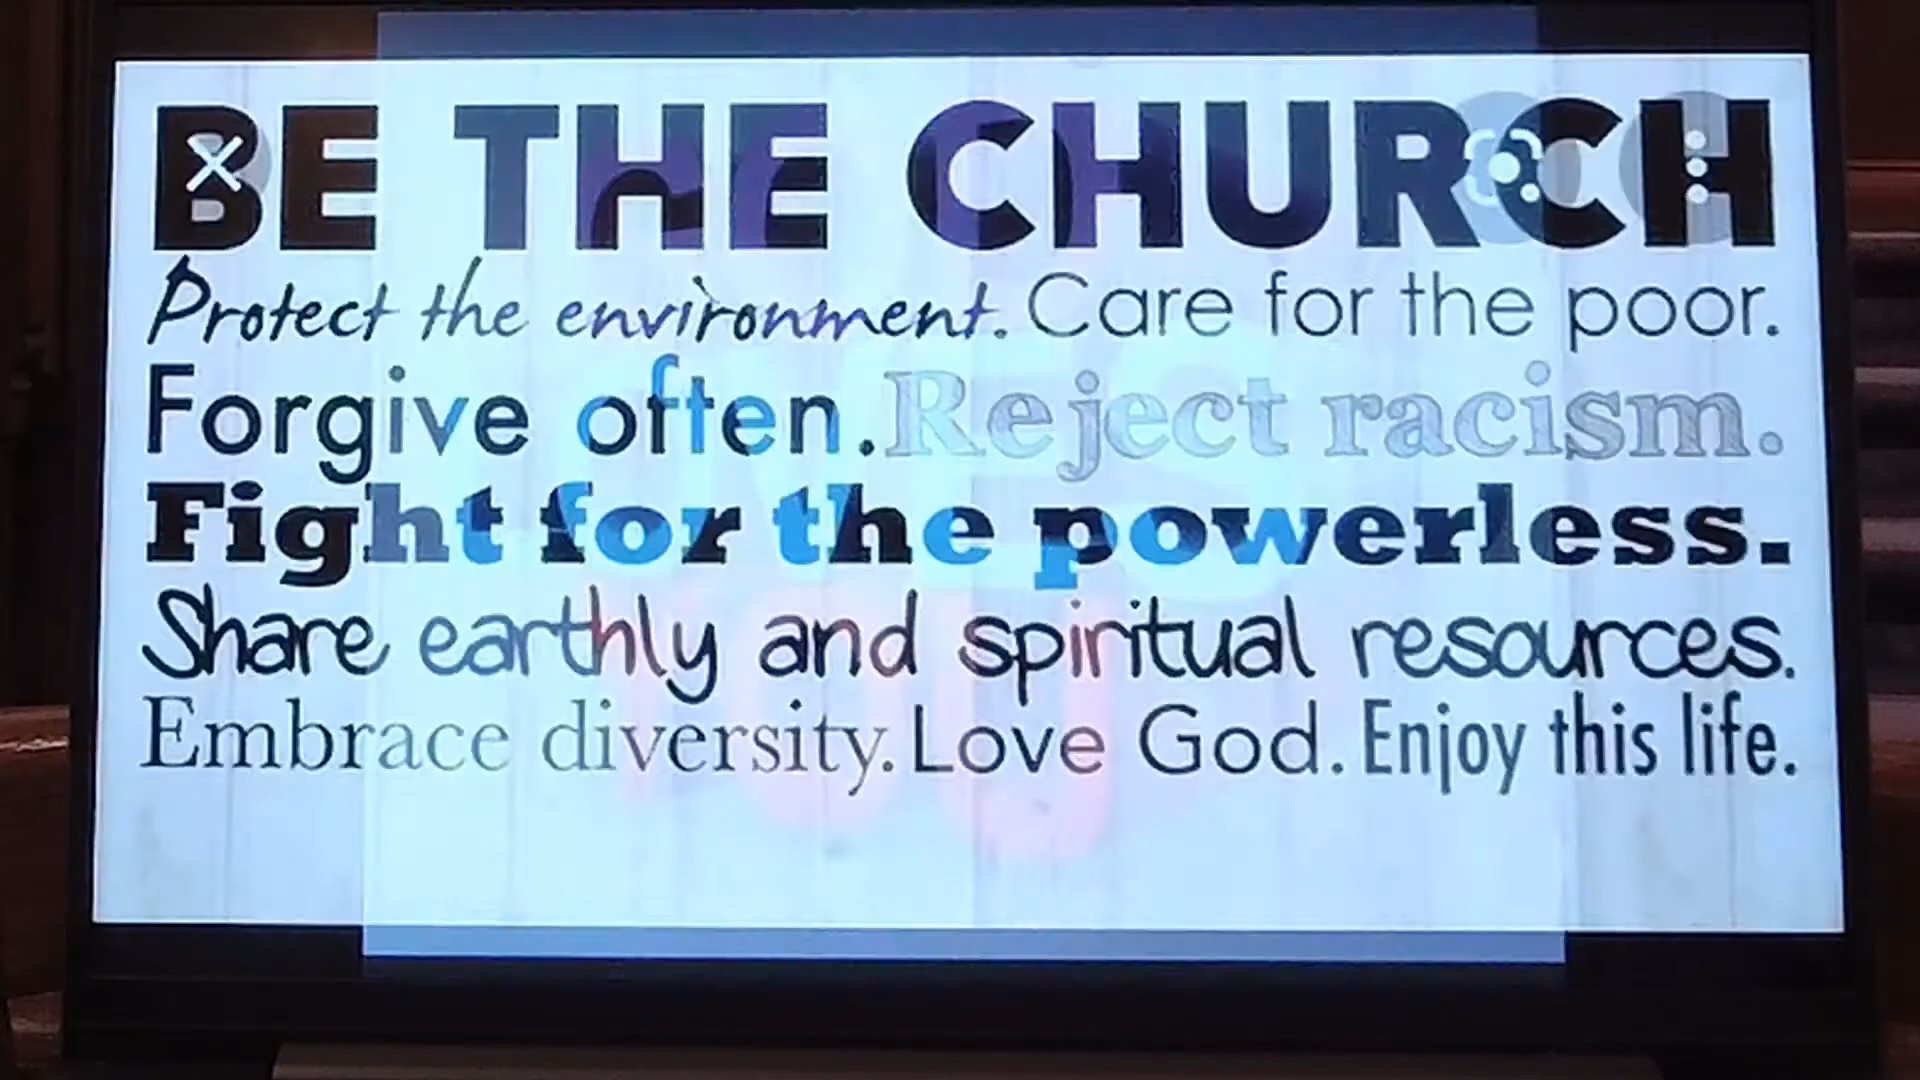 BE THE CHURCH
Protect the environment. Care for the poor.
Forgive often. Reject racism.
Fight for the powerless.
Share earthly and spiritual resources.
Embrace diversity. Love God. Enjoy this life.